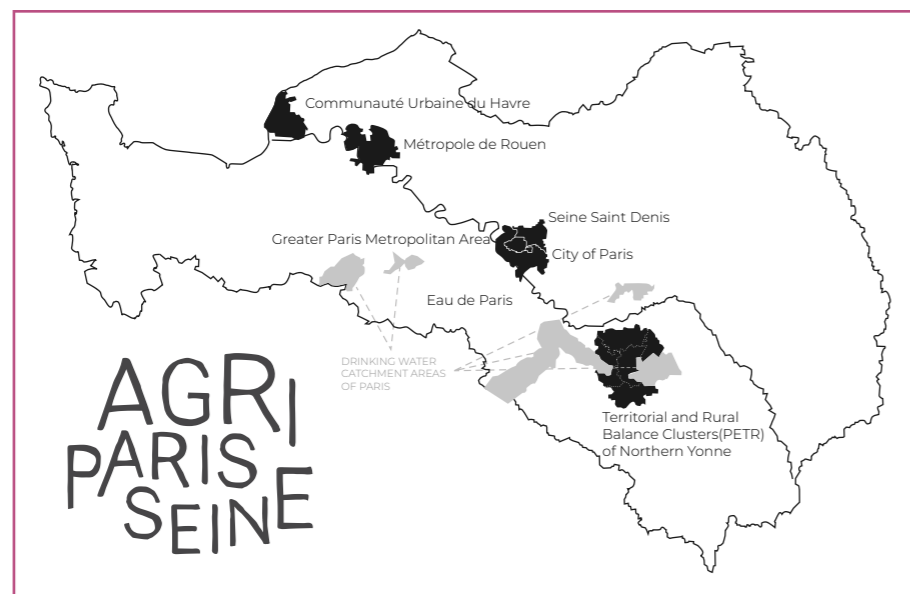 Communauté Urbaine du Havre
Métropole de Rouen
Seine Saint Denis
Greater Paris Metropolitan Area
City of Paris
Eau de Paris
DRINKING WATER
CATCHMENT AREAS
OF PARIS
Territorial and Rural
Balance Clusters(PETR)
of Northern Yonne
AGRI
PARIS
SEINE